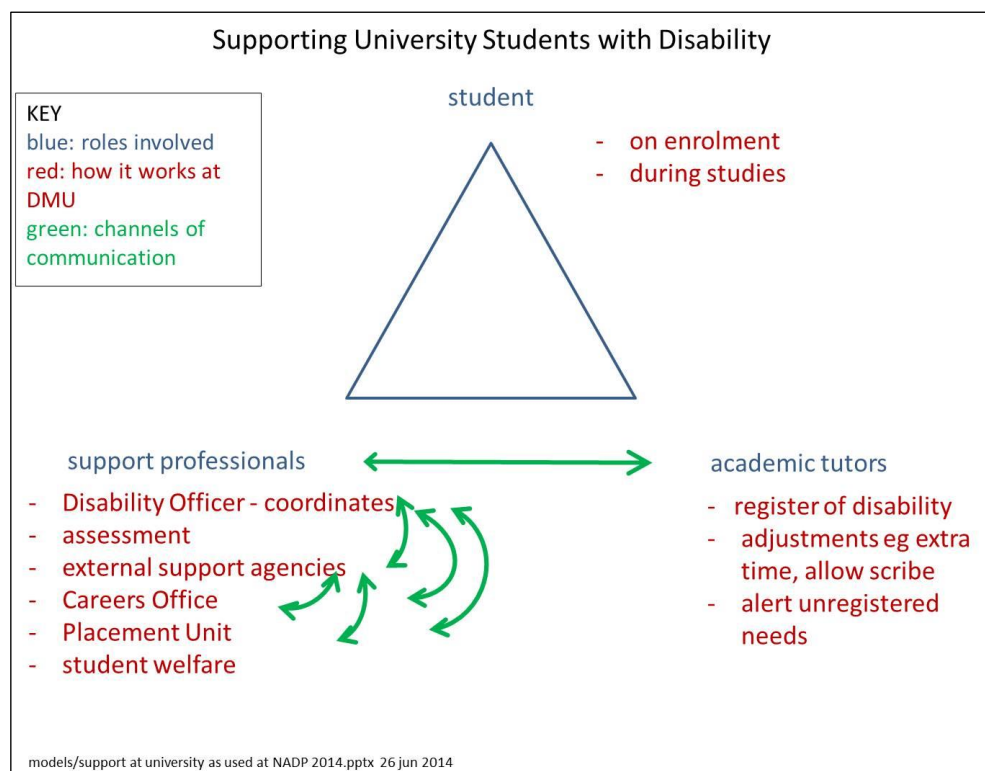 Supporting University Students with Disability
KEY
blue: roles involved
red: how it works at
DMU
green: channels of
communication
student
- on enrolment
- during studies
support professionals
- Disability Officer - coordinates
- assessment
- external support agencies
- Careers Office
- Placement Unit
- student welfare
academic tutors
- register of disability
- adjustments eg extra
time, allow scribe
- alert unregistered
needs
models/support at university as used at NADP 2014.pptx 26 jun 2014